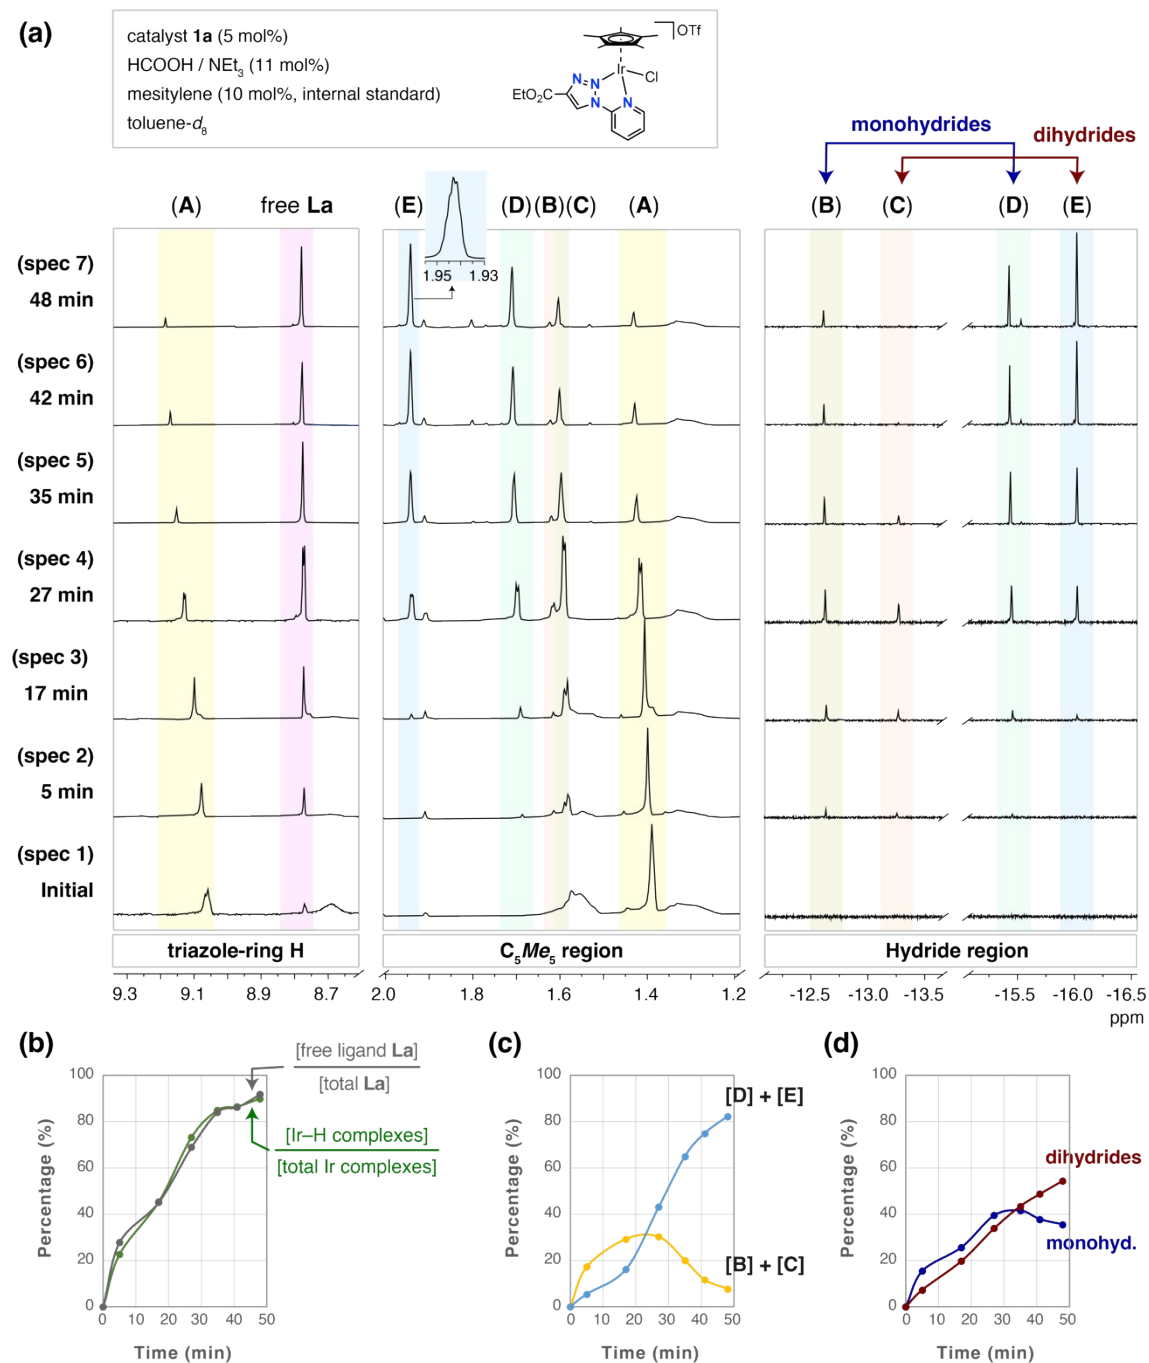 (a)
catalyst 1a (5 mol%)
HCOOH / NEt3 (11 mol%)
mesitylene (10 mol%, internal standard)
toluene-d8
OTf
Ir
Cl
N
N
N
N
EtO2C
monohydrides
dihydrides
(A) free La (E) (D) (B) (C) (A) (B) (C) (D) (E)
1.95 1.93
(spec 7)
48 min
(spec 6)
42 min
(spec 5)
35 min
(spec 4)
27 min
(spec 3)
17 min
(spec 2)
5 min
(spec 1)
Initial
triazole-ring H C5Me5 region Hydride region
9.3 9.1 8.9 8.7 2.0 1.8 1.6 1.4 1.2 -12.5 -13.0 -13.5 -15.5 -16.0 -16.5
ppm
(b)
[free ligand La]
[total La]
[Ir–H complexes]
[total Ir complexes]
Percentage (%)
100
80
60
40
20
0
0 10 20 30 40 50
Time (min)
(c)
[D] + [E]
[B] + [C]
Percentage (%)
100
80
60
40
20
0
0 10 20 30 40 50
Time (min)
(d)
dihydrides
monohyd.
Percentage (%)
100
80
60
40
20
0
0 10 20 30 40 50
Time (min)